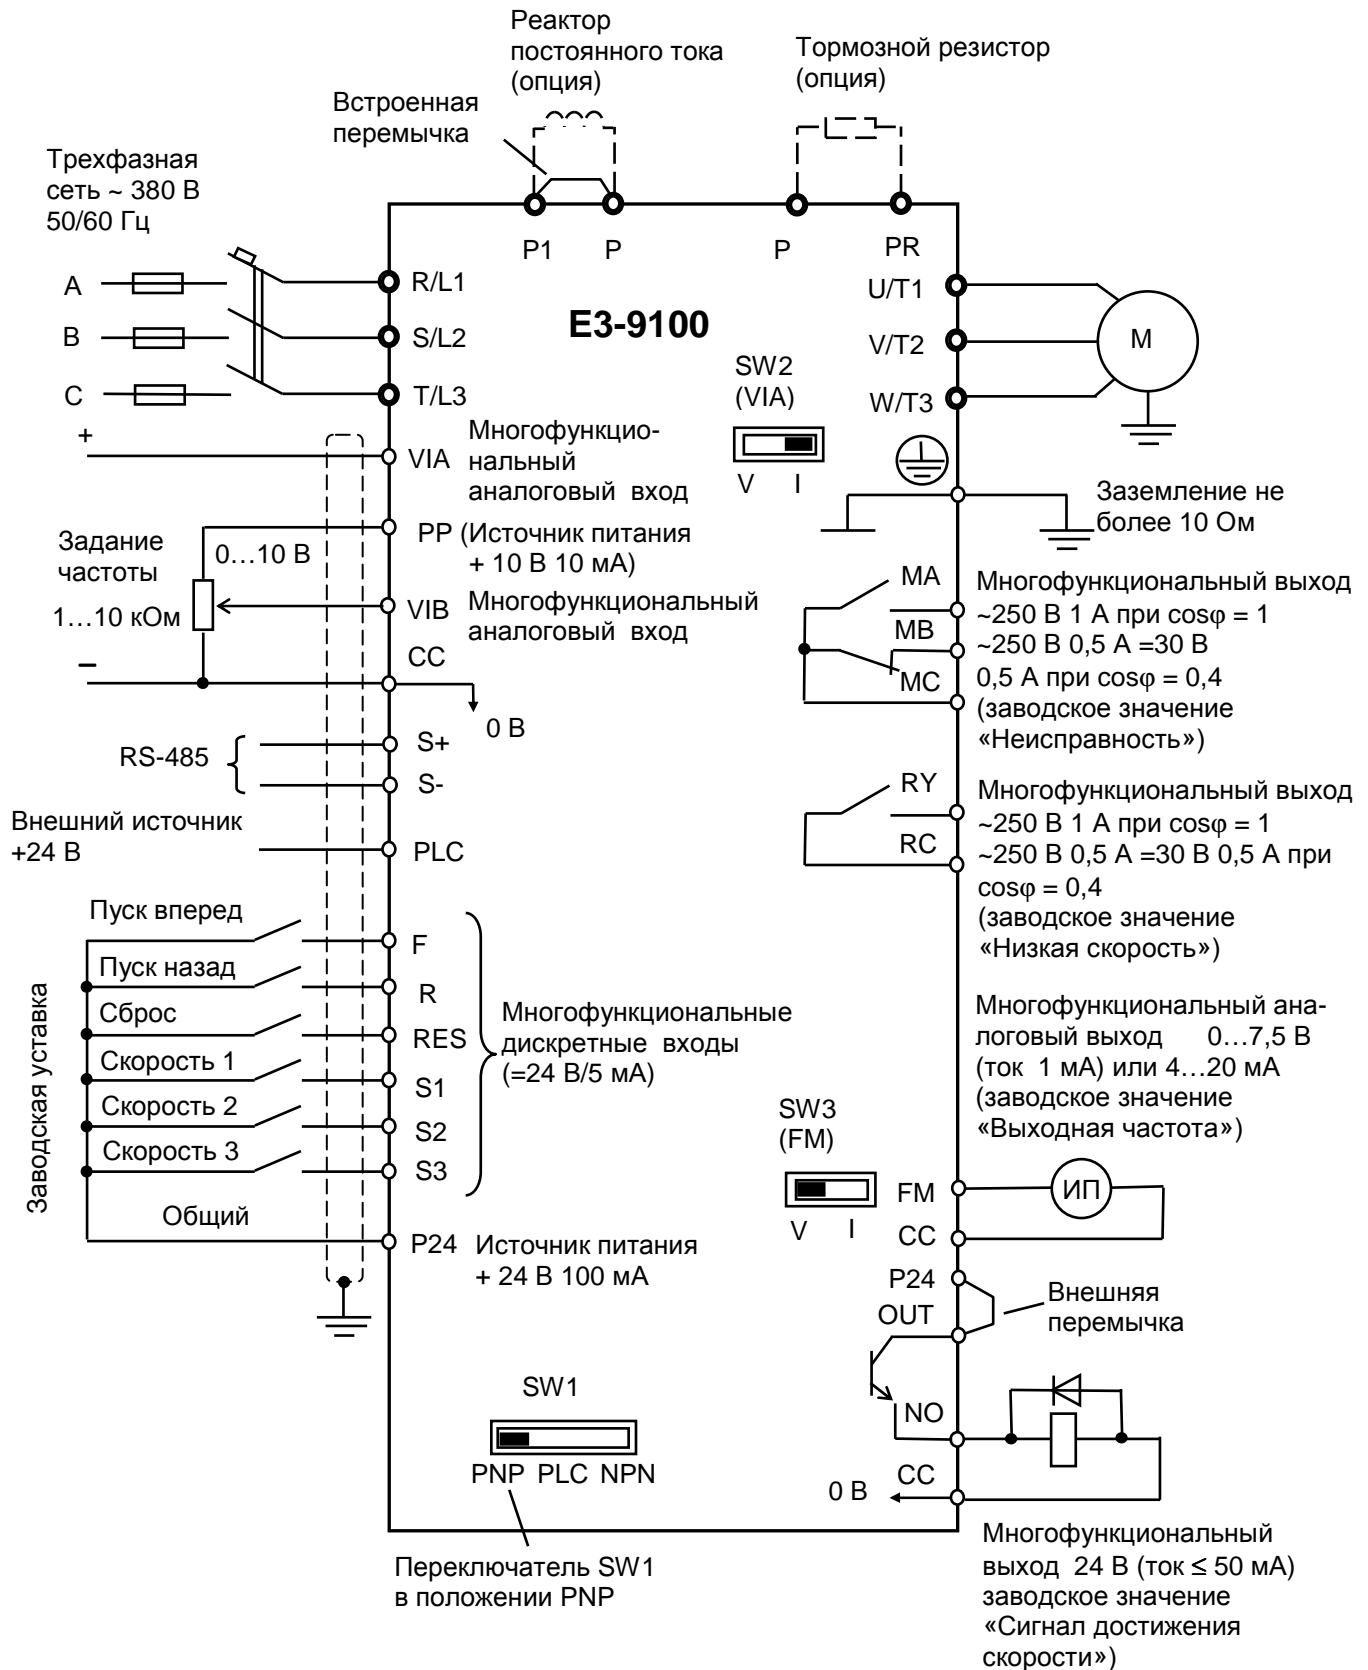 Реактор
постоянного тока
(опция)
Тормозной резистор
(опция)
Встроенная
перемычка
Трехфазная
сеть ~ 380 В
50/60 Гц
P1
P
P
PR
A
B
C
R/L1
S/L2
T/L3
E3-9100
U/T1
V/T2
W/T3
М
SW2
(VIA)
V
I
+
VIA
Многофункцио-
нальный
аналоговый вход
Заземление не
более 10 Ом
Задание
частоты
1…10 кОм
0…10 В
PP (Источник питания
+ 10 В 10 мА)
VIB
Многофункциональный
аналоговый вход
–
CC
0 В
MA
MB
MC
Многофункциональный выход
~250 В 1 А при cosφ = 1
~250 В 0,5 А =30 В
0,5 А при cosφ = 0,4
(заводское значение
«Неисправность»)
RS-485
S+
S-
Внешний источник
+24 В
PLC
RY
RC
Многофункциональный выход
~250 В 1 А при cosφ = 1
~250 В 0,5 А =30 В 0,5 А при
cosφ = 0,4
(заводское значение
«Низкая скорость»)
Заводская уставка
Пуск вперед
Пуск назад
Сброс
Скорость 1
Скорость 2
Скорость 3
Общий
F
R
RES
S1
S2
S3
P24
Многофункциональные
дискретные входы
(=24 В/5 мА)
Источник питания
+ 24 В 100 мА
Многофункциональный ана-
логовый выход 0…7,5 В
(ток 1 мА) или 4…20 мА
(заводское значение
«Выходная частота»)
SW3
(FM)
V
I
FM
CC
ИП
P24
OUT
Внешняя
перемычка
NO
CC
0 В
SW1
PNP PLC NPN
Переключатель SW1
в положении PNP
Многофункциональный
выход 24 В (ток ≤ 50 мА)
заводское значение
«Сигнал достижения
скорости»)